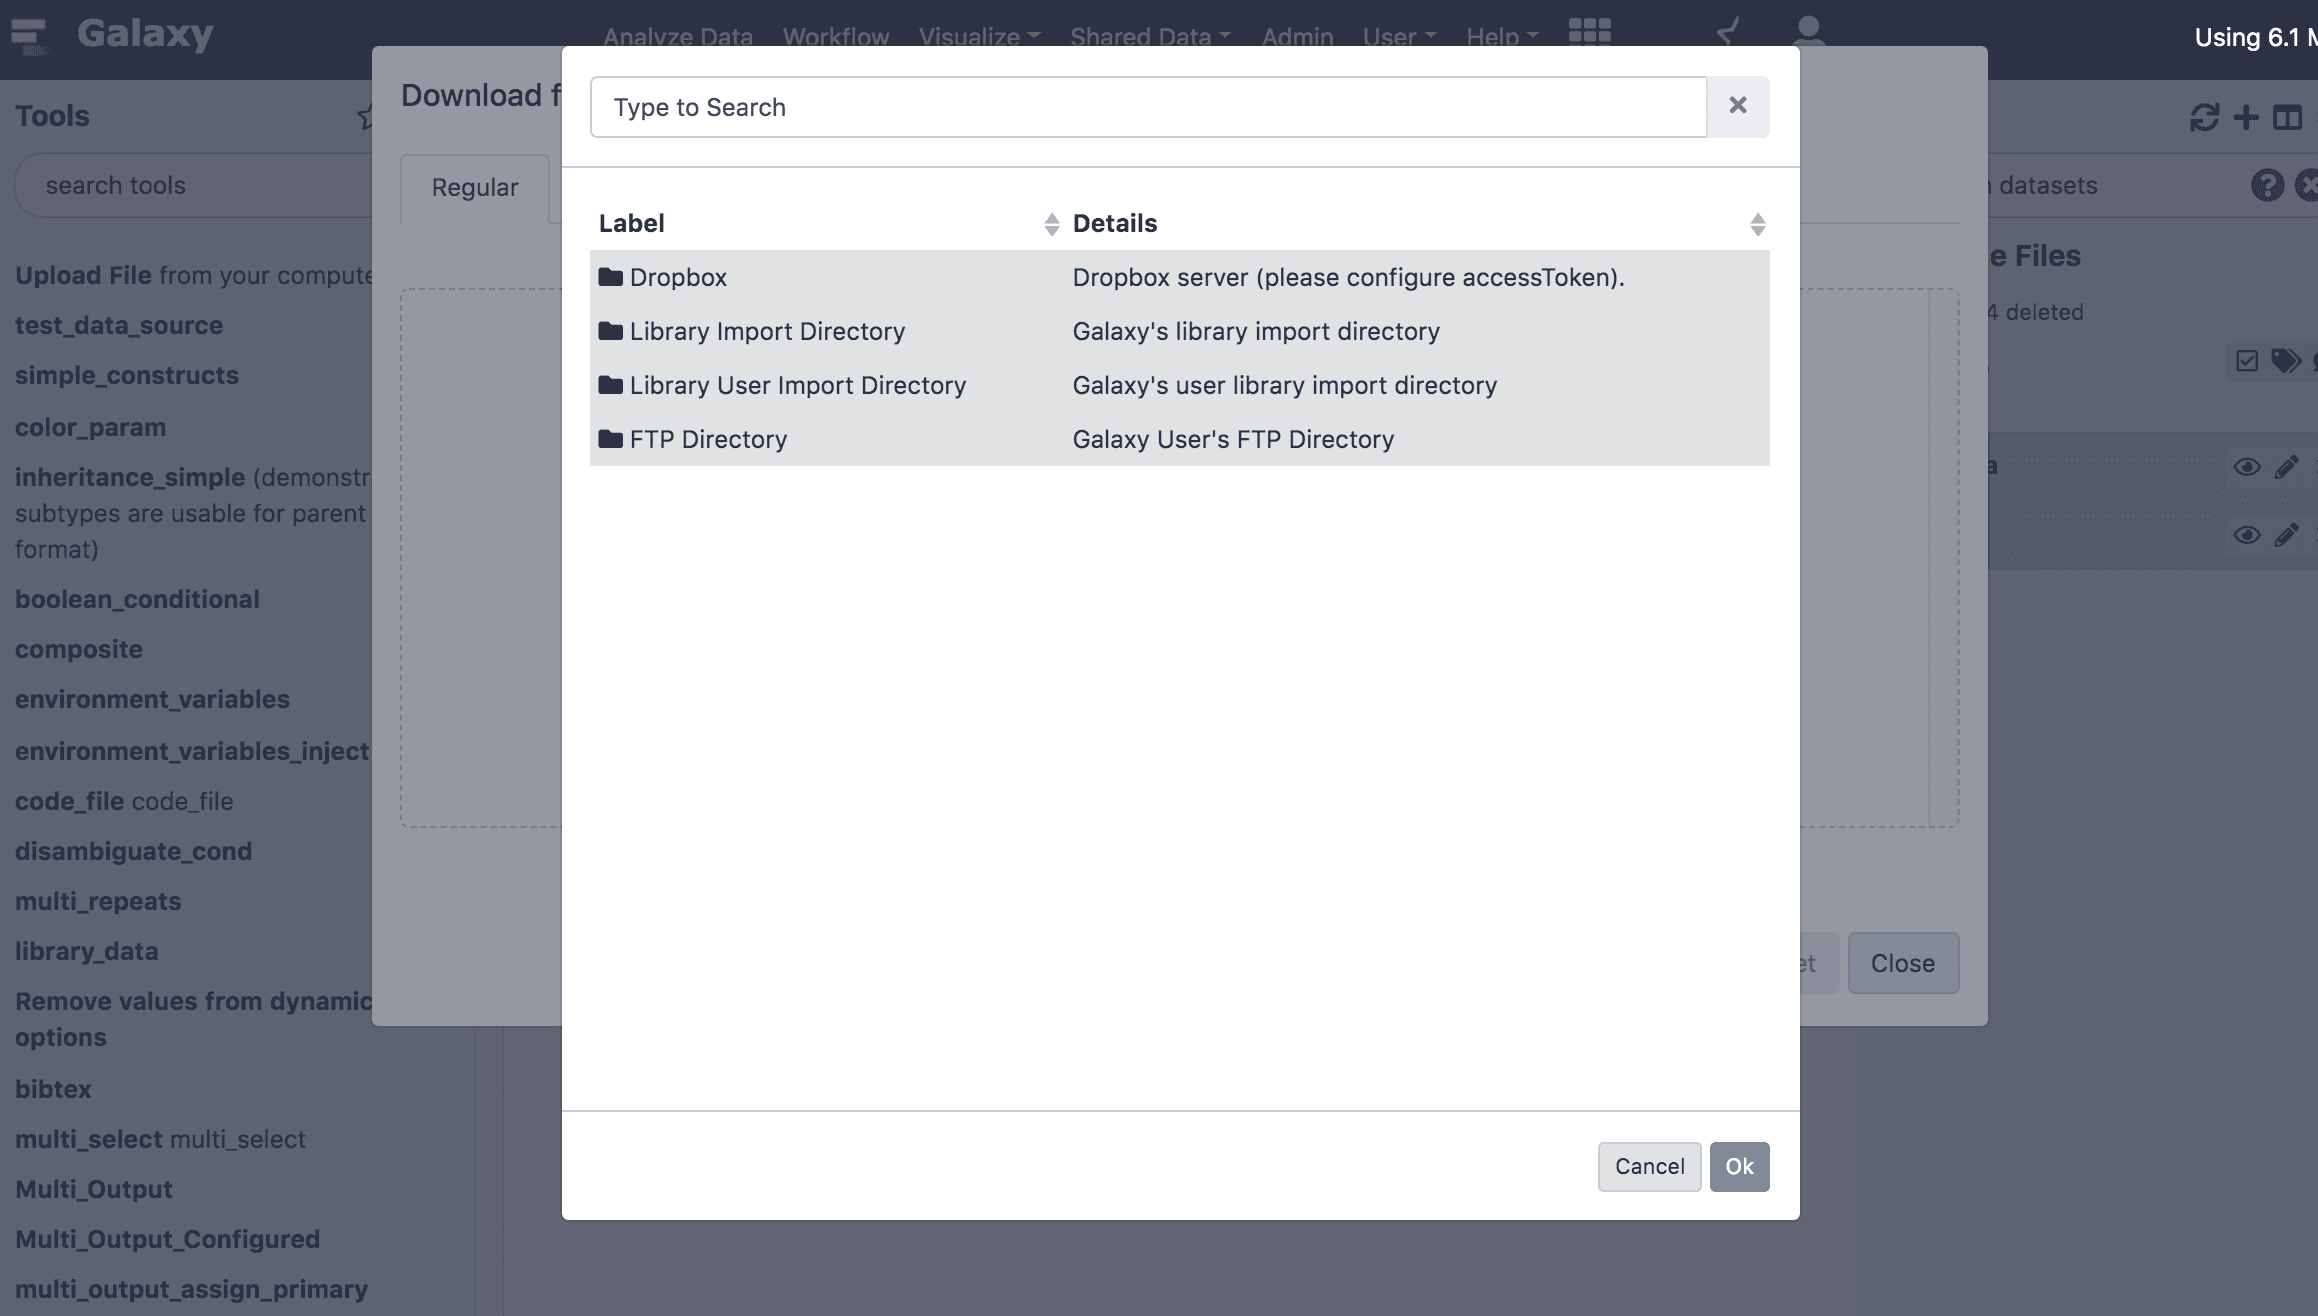 Galaxy
Analyze Data Workflow Visualize Shared Data Admin User Help
Using 6.1
Tools
search tools
Upload File from your
test_data_source
simple_constructs
color_param
inheritance_simple
subtypes are usable for parent
format)
boolean_conditional
composite
environment_variables
environment_variables_inject
code_file code_file
disambiguate_cond
multi_repeats
library_data
Remove values from dynamic
options
bibtex
multi_select multi_select
Multi_Output
Multi_Output_Configured
multi_output_assign_primary
Download
Regular
Type to Search
Label Details
Dropbox Dropbox server (please configure accessToken).
Library Import Directory Galaxy's library import directory
Library User Import Directory Galaxy's user library import directory
FTP Directory Galaxy User's FTP Directory
Cancel Ok
Close
datasets
Files
4 deleted